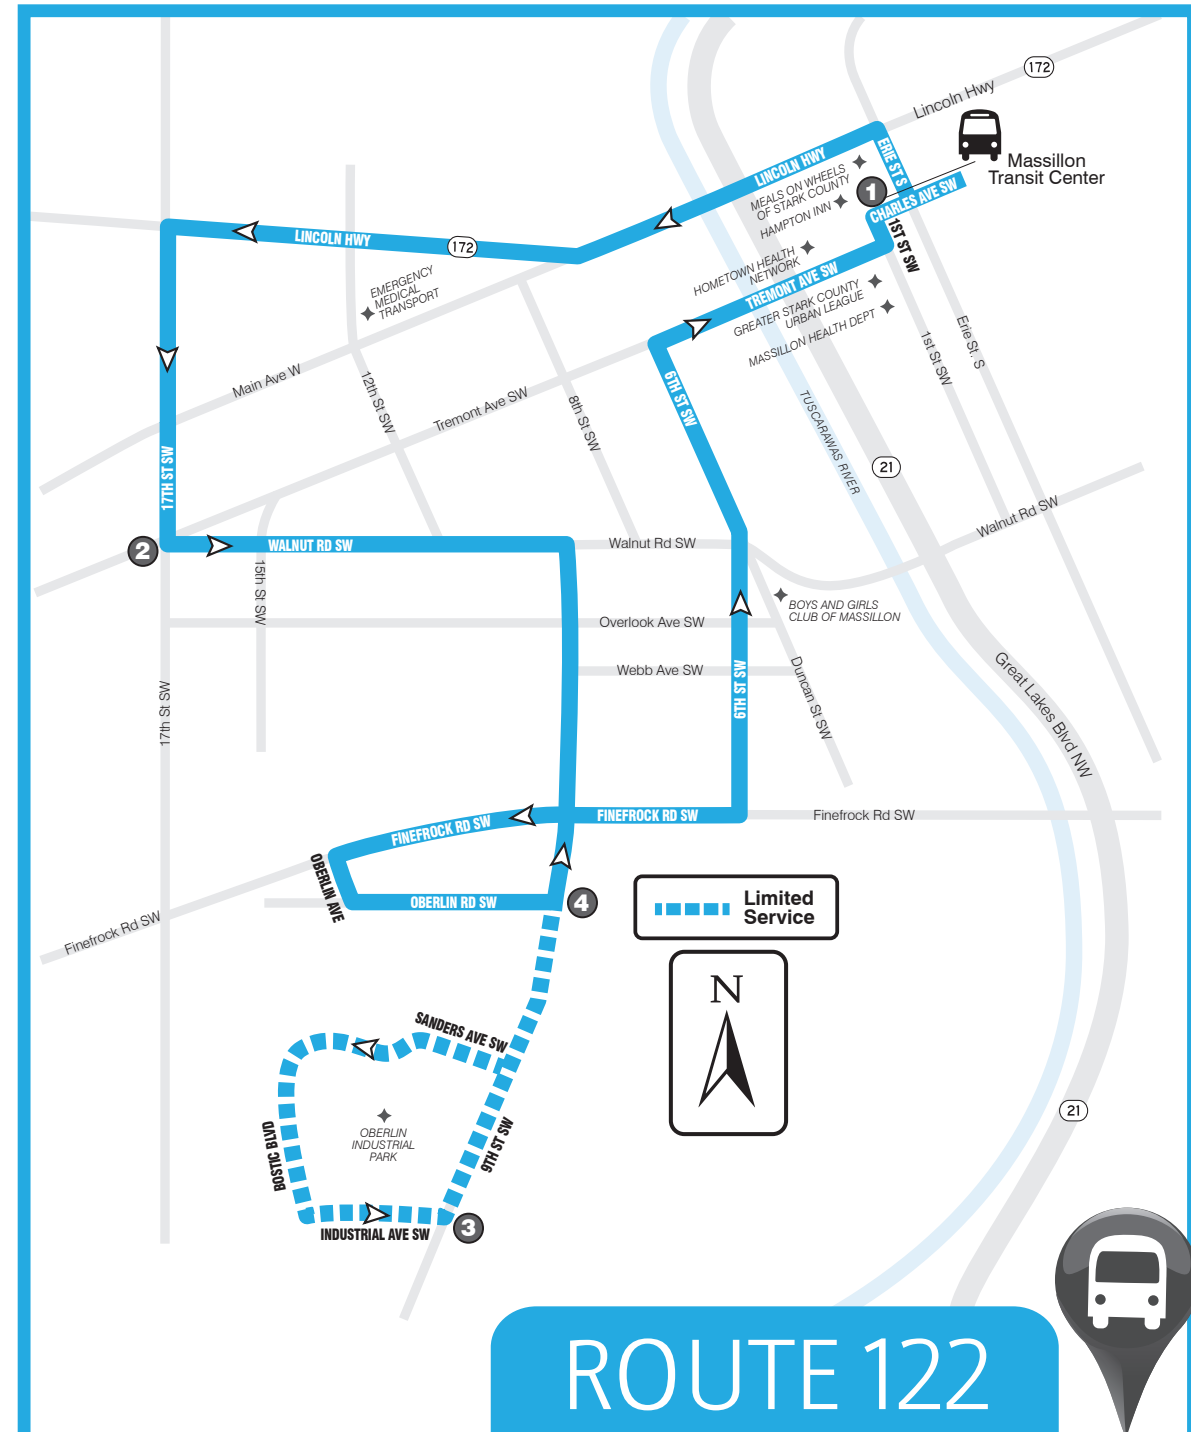 172
Lincoln Hwy
Massillon
Transit Center
ERIE ST S
LINCOLN HWY
1
CHARLES AVE SW
MEALS ON WHEELS
OF STARK COUNTY
HAMPTON INN
1ST ST SW
LINCOLN HWY
172
HOMETOWN HEALTH
NETWORK
TREMONT AVE SW
EMERGENCY
MEDICAL
TRANSPORT
GREATER STARK COUNTY
URBAN LEAGUE
MASSILLON HEALTH DEPT
Erie St. S
1st St SW
Main Ave W
12th St SW
Tremont Ave SW
8th St SW
6TH ST SW
TUSCARAWAS RIVER
21
17TH ST SW
Walnut Rd SW
2
WALNUT RD SW
Walnut Rd SW
15th St SW
BOYS AND GIRLS
CLUB OF MASSILLON
Overlook Ave SW
Webb Ave SW
6TH ST SW
Duncan St SW
17th St SW
Great Lakes Blvd NW
FINEFROCK RD SW
FINEFROCK RD SW
Finefrock Rd SW
OBERLIN AVE
OBERLIN RD SW
4
Limited
Service
Finefrock Rd SW
N
SANDERS AVE SW
21
OBERLIN
INDUSTRIAL
PARK
BOSTIC BLVD
9TH ST SW
INDUSTRIAL AVE SW
3
ROUTE 122